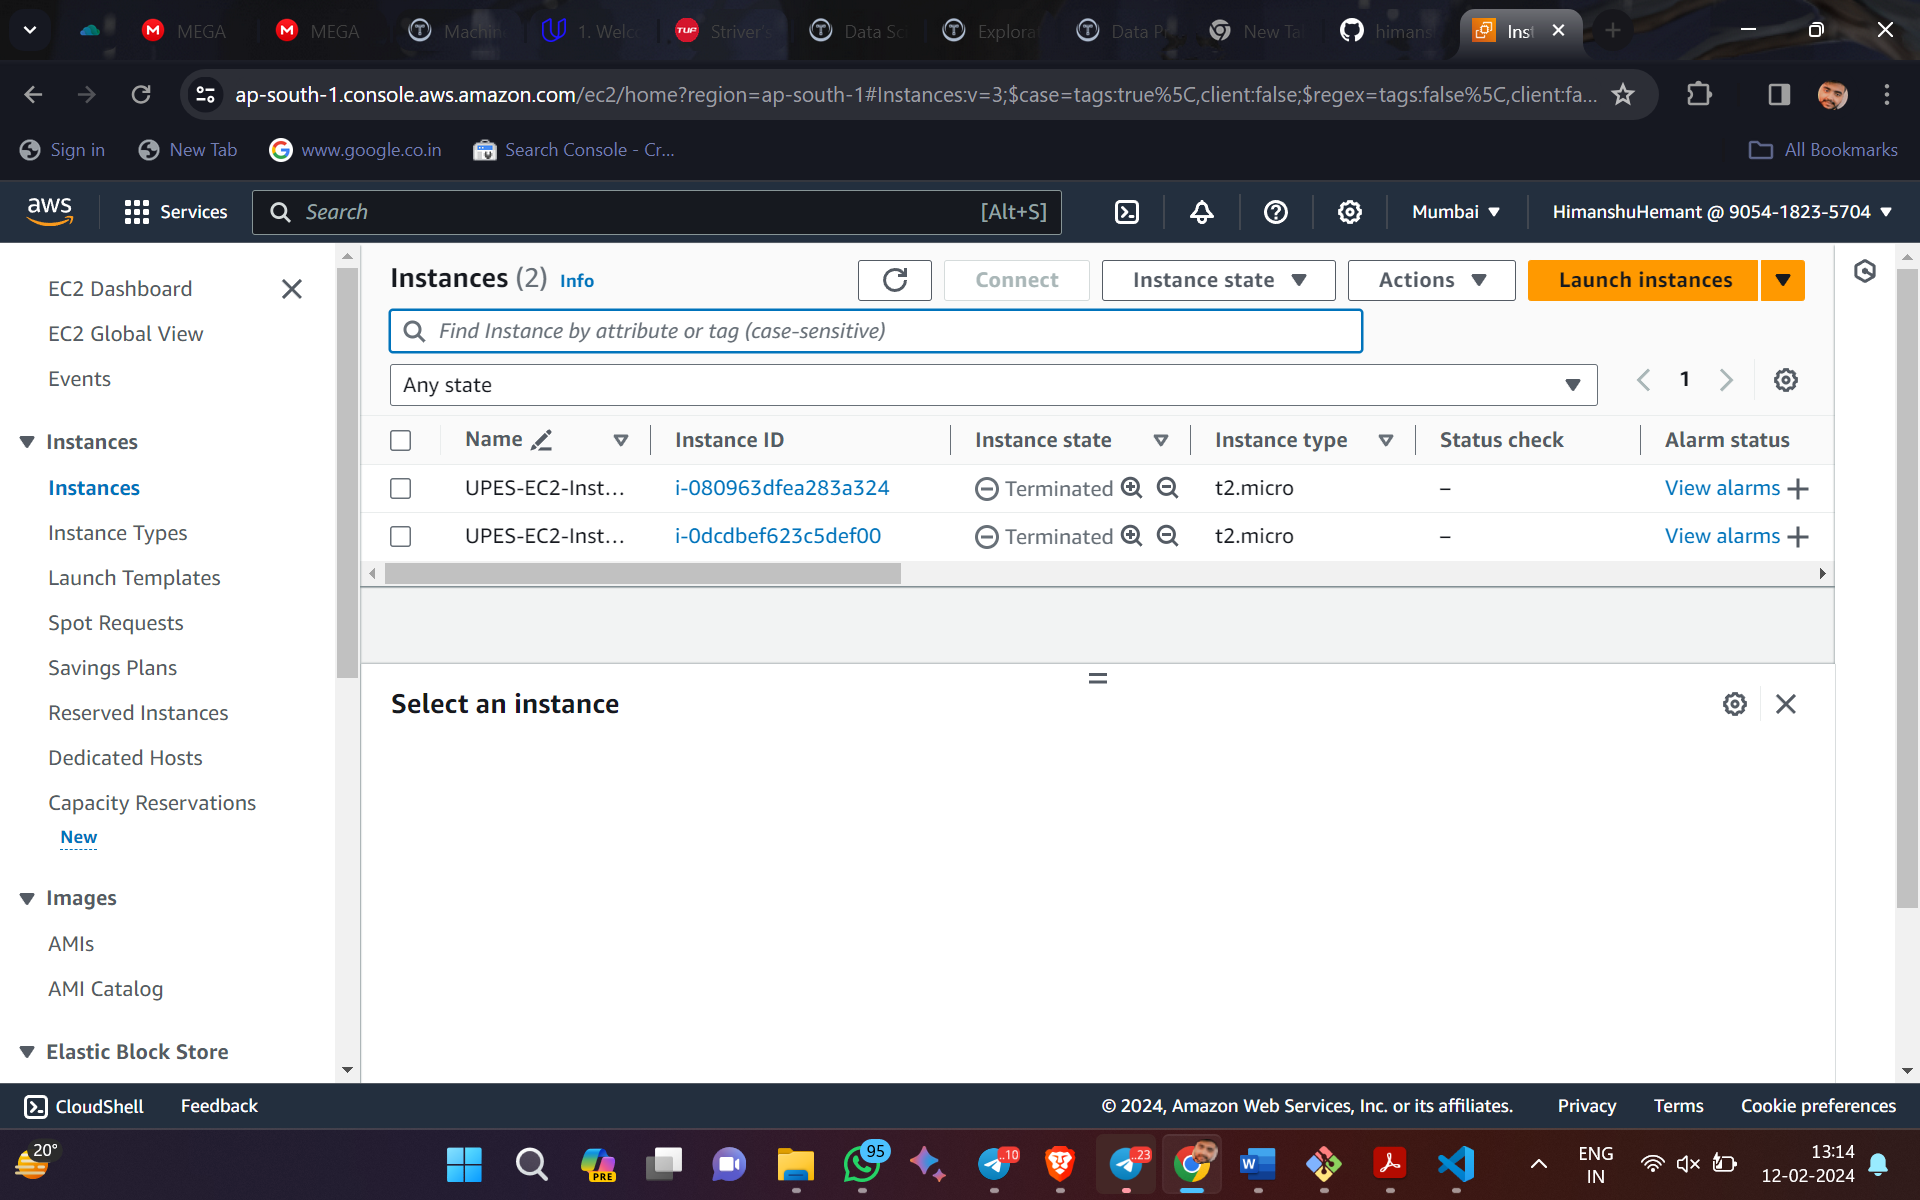 MEGA
MEGA
Machin
1. Welc
TUF Striver's
Data Sc
Explorat
Data P
New Ta
himans
Inst
ap-south-1.console.aws.amazon.com/ec2/home?region=ap-south-1#Instances:v=3;$case=tags:true%5C,client:false;$regex=tags:false%5C,client:fa...
Sign in
New Tab
www.google.co.in
Search Console - Cr...
All Bookmarks
aws
Services
Search
[Alt+S]
Mumbai
HimanshuHemant @ 9054-1823-5704
EC2 Dashboard
EC2 Global View
Events
Instances
Instances
Instance Types
Launch Templates
Spot Requests
Savings Plans
Reserved Instances
Dedicated Hosts
Capacity Reservations
New
Images
AMIs
AMI Catalog
Elastic Block Store
Instances (2) Info
Connect
Instance state
Actions
Launch instances
Find Instance by attribute or tag (case-sensitive)
Any state
1
Name Instance ID Instance state Instance type Status check Alarm status
UPES-EC2-Inst... i-080963dfea283a324 Terminated t2.micro – View alarms
UPES-EC2-Inst... i-0dcdbef623c5def00 Terminated t2.micro – View alarms
Select an instance
CloudShell
Feedback
© 2024, Amazon Web Services, Inc. or its affiliates.
Privacy
Terms
Cookie preferences
20°
PRE
95
..10
..23
W
ENG
IN
13:14
12-02-2024